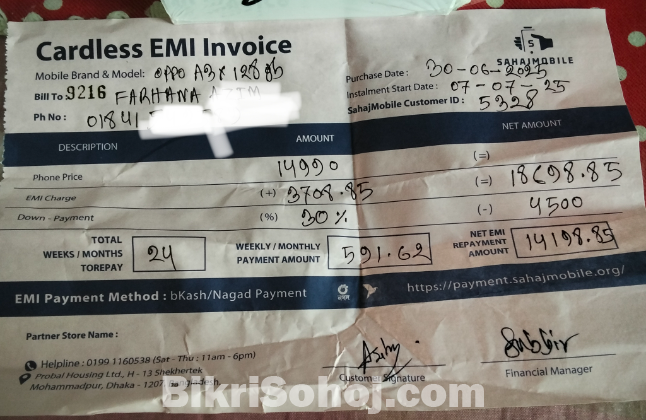 Cardless EMI Invoice
SAHAJMOBILE
Mobile Brand & Model: OPPO A3x 128 gb
Purchase Date: 30-06-2025
Bill To: 9216 FARHANA
Instalment Start Date: 07-07-25
Ph No: 01841
SahajMobile Customer ID: 5328
DESCRIPTION AMOUNT NET AMOUNT
Phone Price 14990 (=)
EMI Charge (+) 3708.85 (=) 18698.85
Down - Payment (%) 30% (-) 4500
TOTAL WEEKLY / MONTHLY NET EMI
WEEKS / MONTHS 24 PAYMENT AMOUNT 591.62 REPAYMENT 14198.85
TOREPAY AMOUNT
EMI Payment Method : bKash/Nagad Payment https://payment.sahajmobile.org/
Partner Store Name :
Helpline : 0199 1160538 (Sat - Thu : 11am - 6pm)
Probal Housing Ltd., H - 13 Shekhertek
Mohammadpur, Dhaka - 1207, Bangladesh.
Customer Signature Financial Manager
BikriSohoj.com